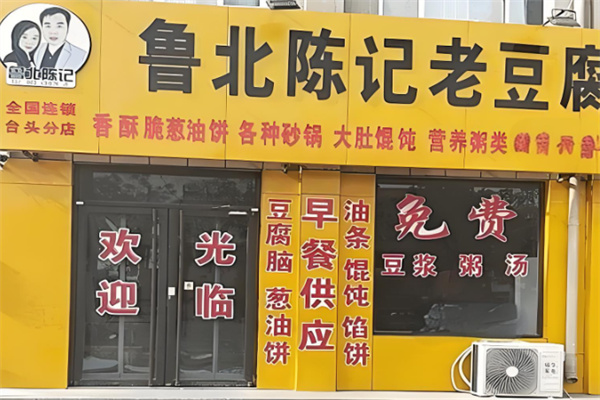 鲁北陈记老豆腐
鲁北陈记
全国连锁
台头分店
香酥脆葱油饼 各种砂锅 大肚馄饨 营养粥类
欢迎
光临
豆腐脑 葱油饼
早餐供应
油条 馄饨 馅饼
免费
豆浆 粥 汤